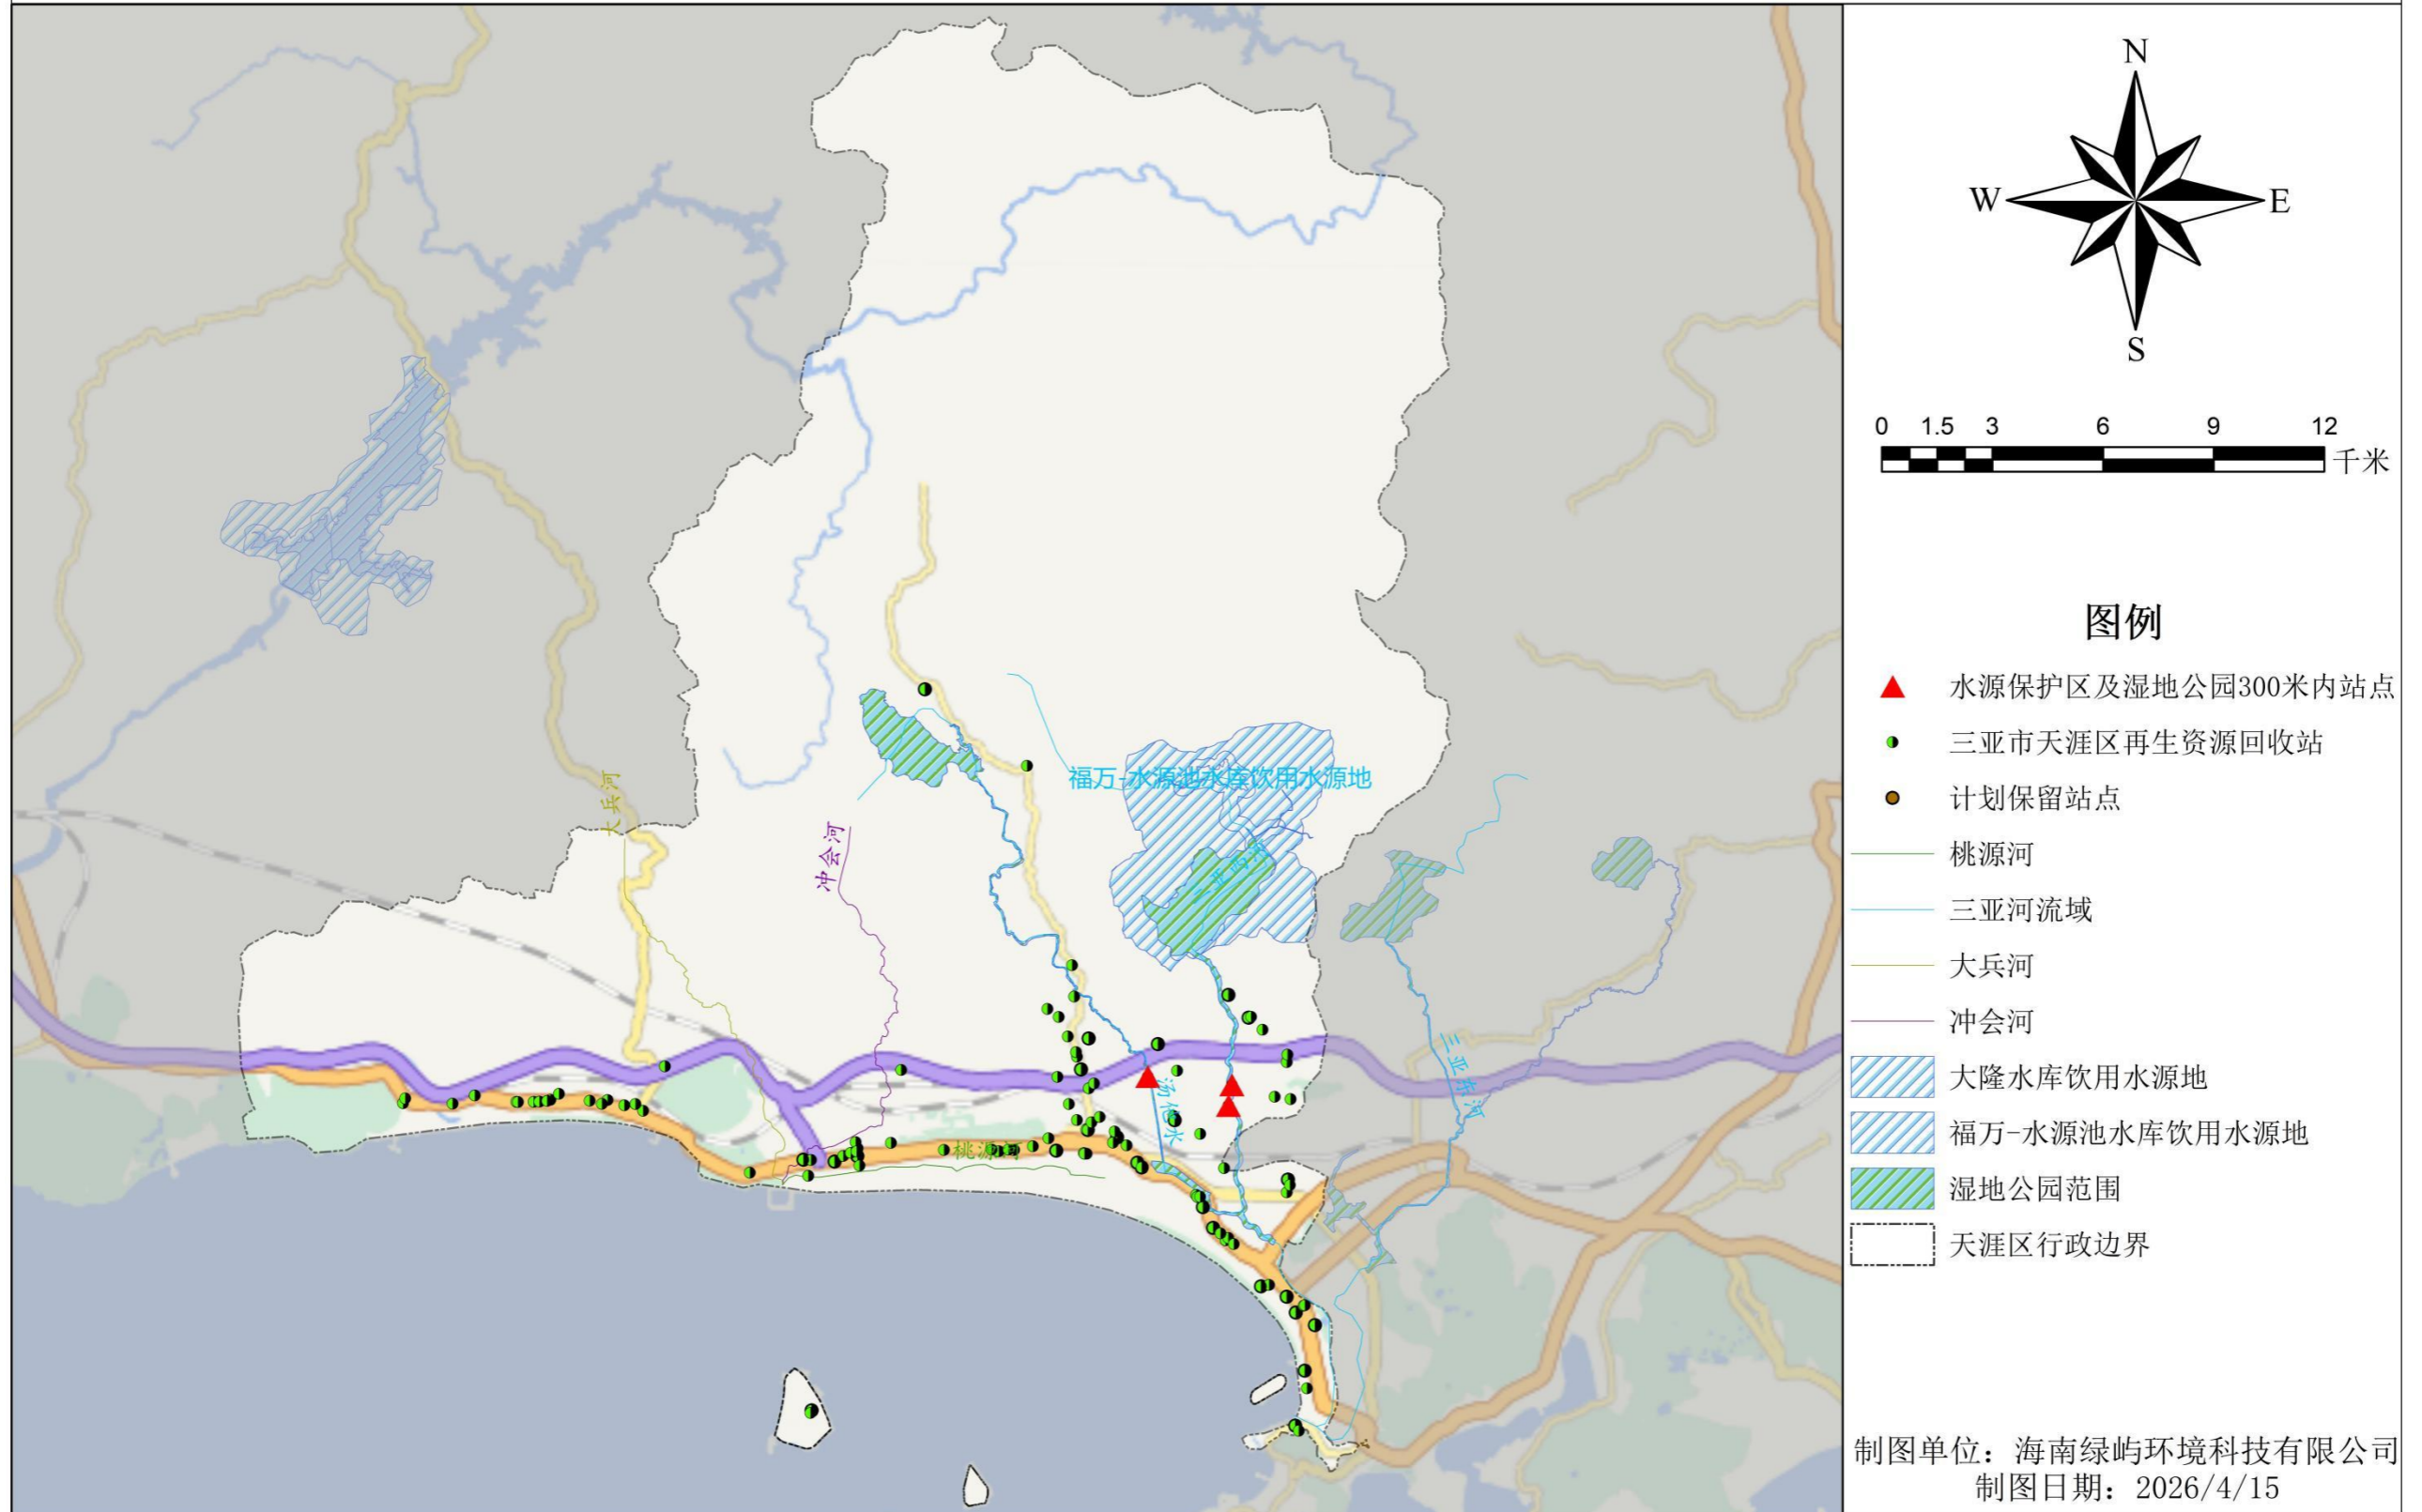 N
W
E
S
0 1.5 3 6 9 12
千米
图例
水源保护区及湿地公园300米内站点
三亚市天涯区再生资源回收站
计划保留站点
桃源河
三亚河流域
大兵河
冲会河
大隆水库饮用水源地
福万-水源池水库饮用水源地
湿地公园范围
天涯区行政边界
福万-水源池水库饮用水源地
大兵河
冲会河
三亚东河
桃源河
制图单位：海南绿屿环境科技有限公司
制图日期：2026/4/15